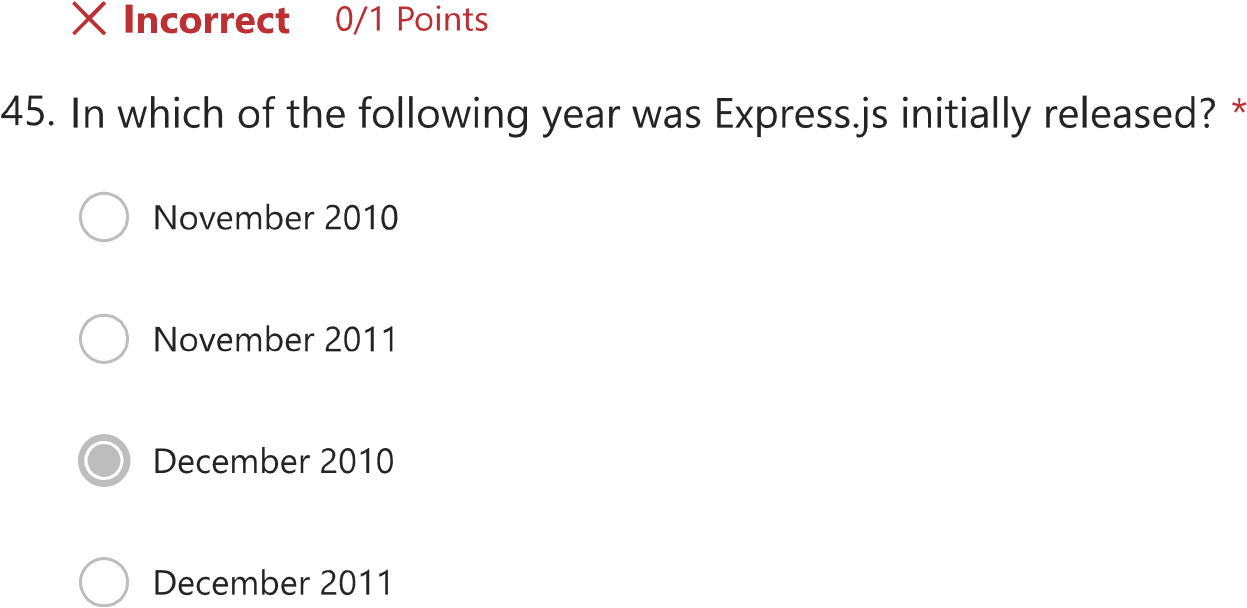 Incorrect 0/1 Points
45. In which of the following year was Express.js initially released? *
November 2010
November 2011
December 2010
December 2011